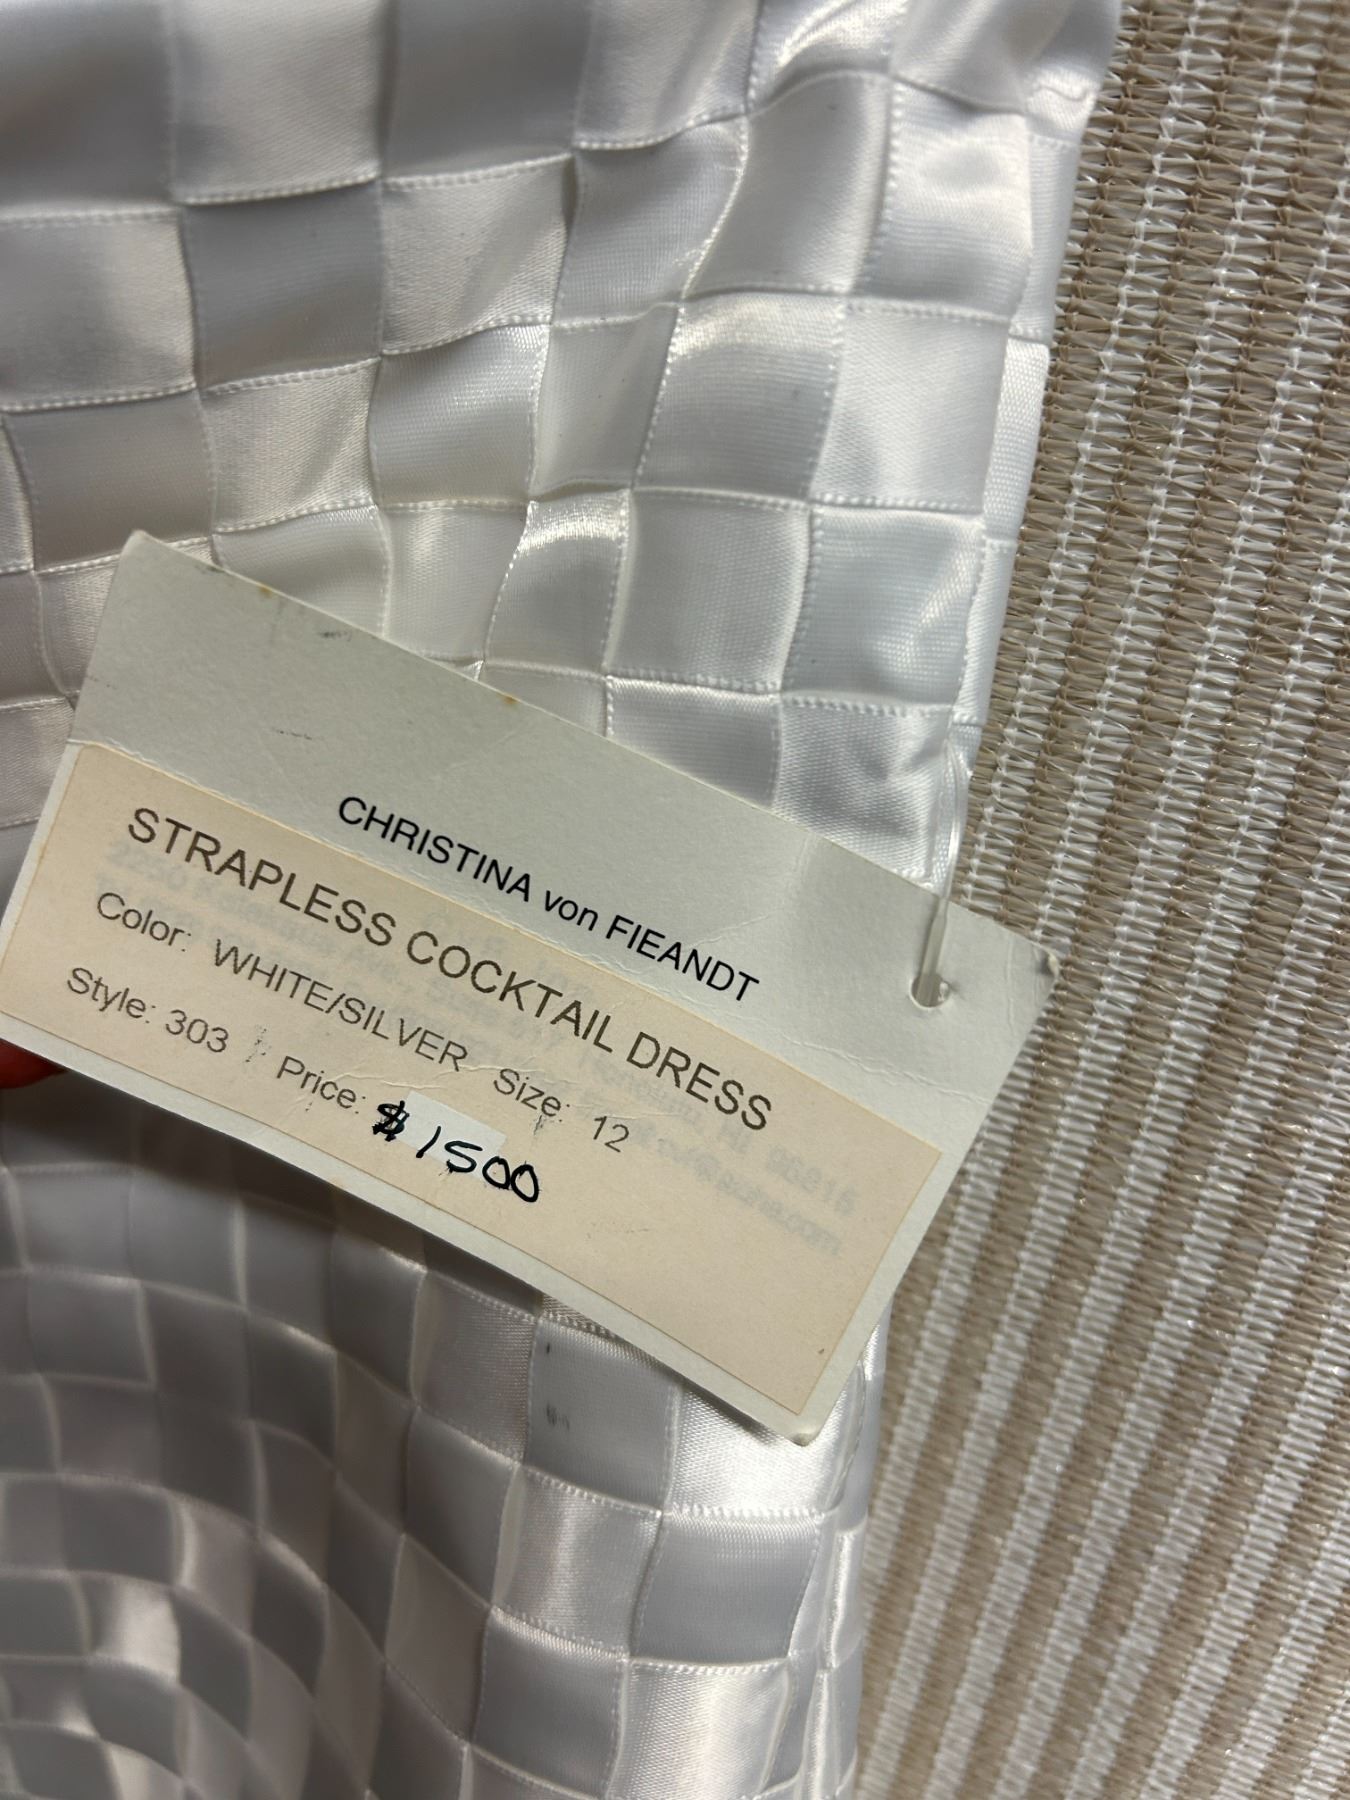 CHRISTINA von FIEANDT
STRAPLESS COCKTAIL DRESS
Color: WHITE/SILVER Size: 12
Style: 303 Price: $1500